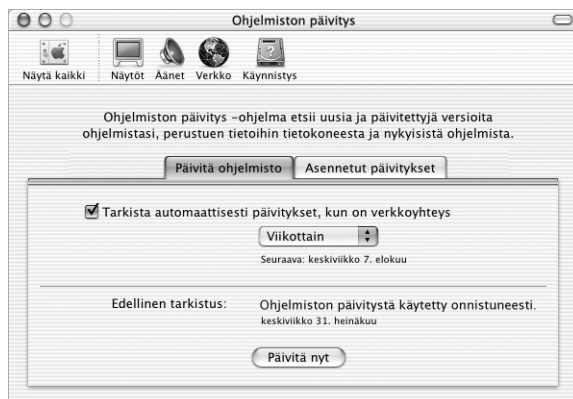 Ohjelmiston päivitys
Näytä kaikki Näytöt Äänet Verkko Käynnistys
Ohjelmiston päivitys –ohjelma etsii uusia ja päivitettyjä versioita
ohjelmistasi, perustuen tietoihin tietokoneesta ja nykyisistä ohjelmista.
Päivitä ohjelmisto Asennetut päivitykset
Tarkista automaattisesti päivitykset, kun on verkkoyhteys
Viikottain
Seuraava: keskiviikko 7. elokuu
Edellinen tarkistus: Ohjelmiston päivitystä käytetty onnistuneesti.
keskiviikko 31. heinäkuu
Päivitä nyt